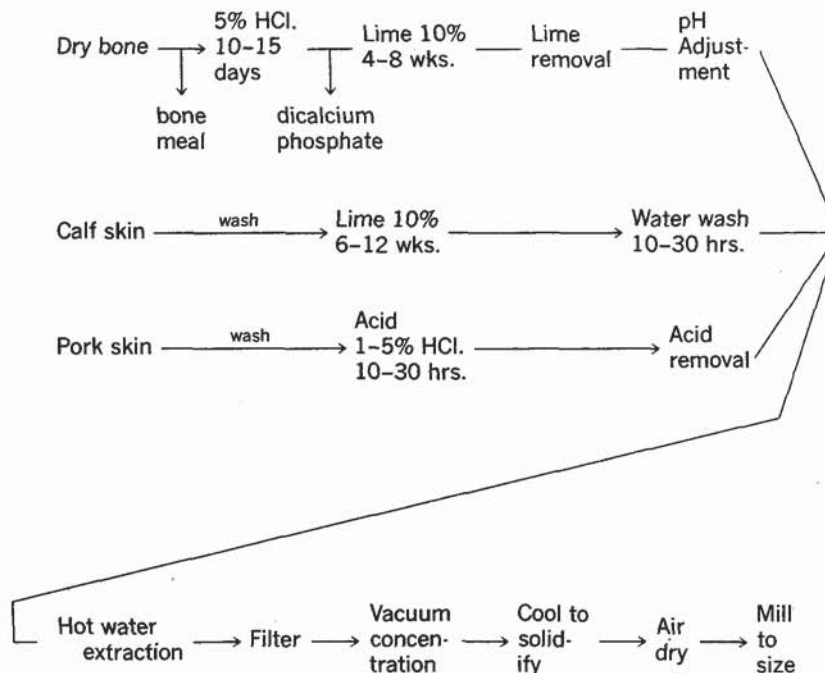 Dry bone
5% HCl.
10–15
days
Lime 10%
4–8 wks.
Lime
removal
pH
Adjust-
ment
bone
meal
dicalcium
phosphate
Calf skin
wash
Lime 10%
6–12 wks.
Water wash
10–30 hrs.
Pork skin
wash
Acid
1–5% HCl.
10–30 hrs.
Acid
removal
Hot water
extraction
Filter
Vacuum
concen-
tration
Cool to
solid-
ify
Air
dry
Mill
to
size